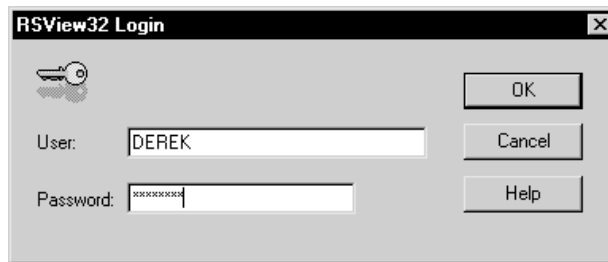 RSView32 Login
OK
User: DEREK
Cancel
Password: ********
Help